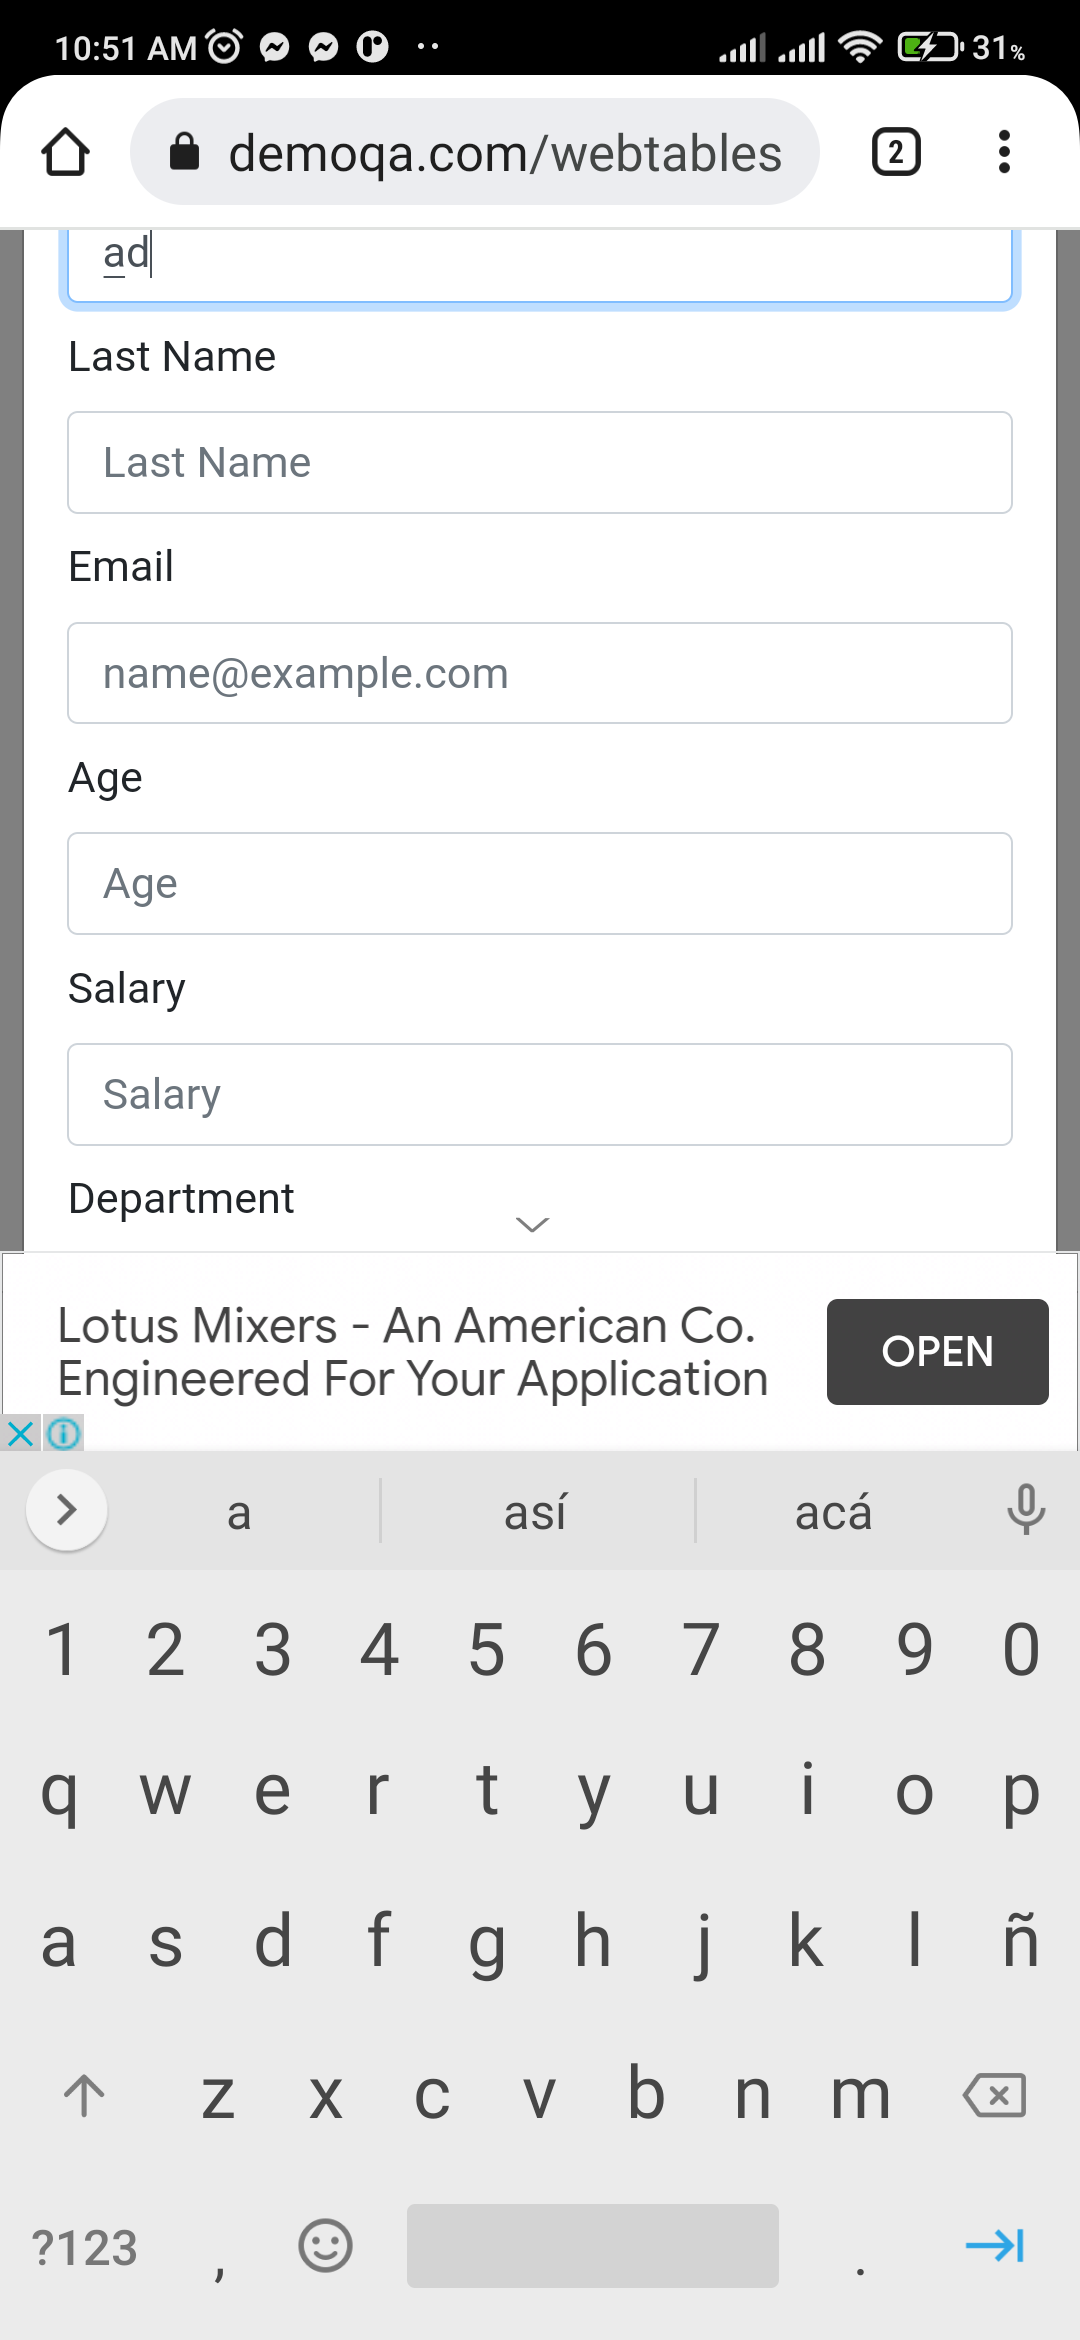 10:51 AM 31%
demoqa.com/webtables 2
ad
Last Name
Last Name
Email
name@example.com
Age
Age
Salary
Salary
Department
Lotus Mixers - An American Co.
Engineered For Your Application
OPEN
a así acá
1 2 3 4 5 6 7 8 9 0
q w e r t y u i o p
a s d f g h j k l ñ
z x c v b n m
?123 , .